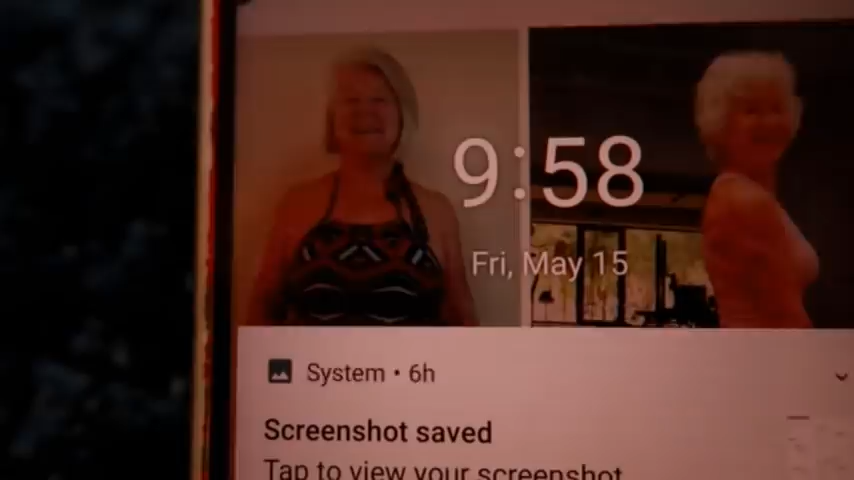 9:58
Fri, May 15
System • 6h
Screenshot saved
Tap to view your screenshot